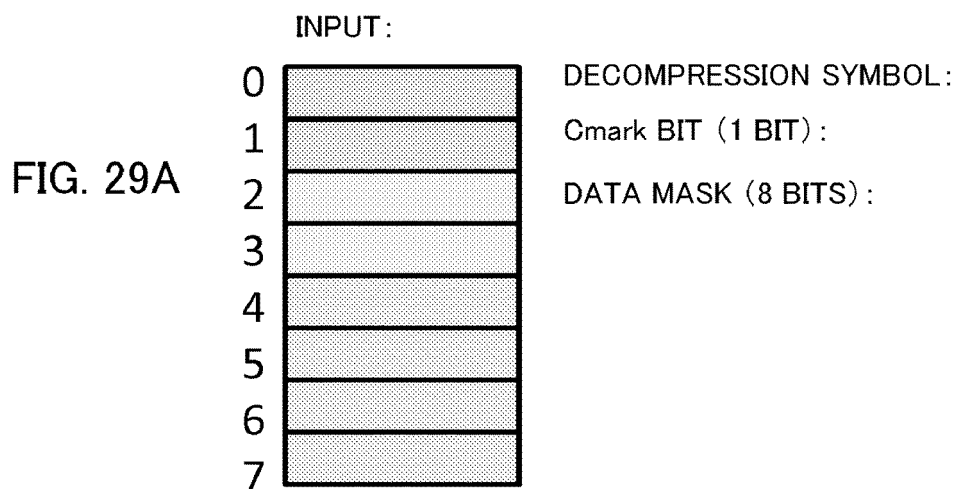 INPUT:
0
DECOMPRESSION SYMBOL:
1
Cmark BIT (1 BIT):
FIG. 29A
2
DATA MASK (8 BITS):
3
4
5
6
7